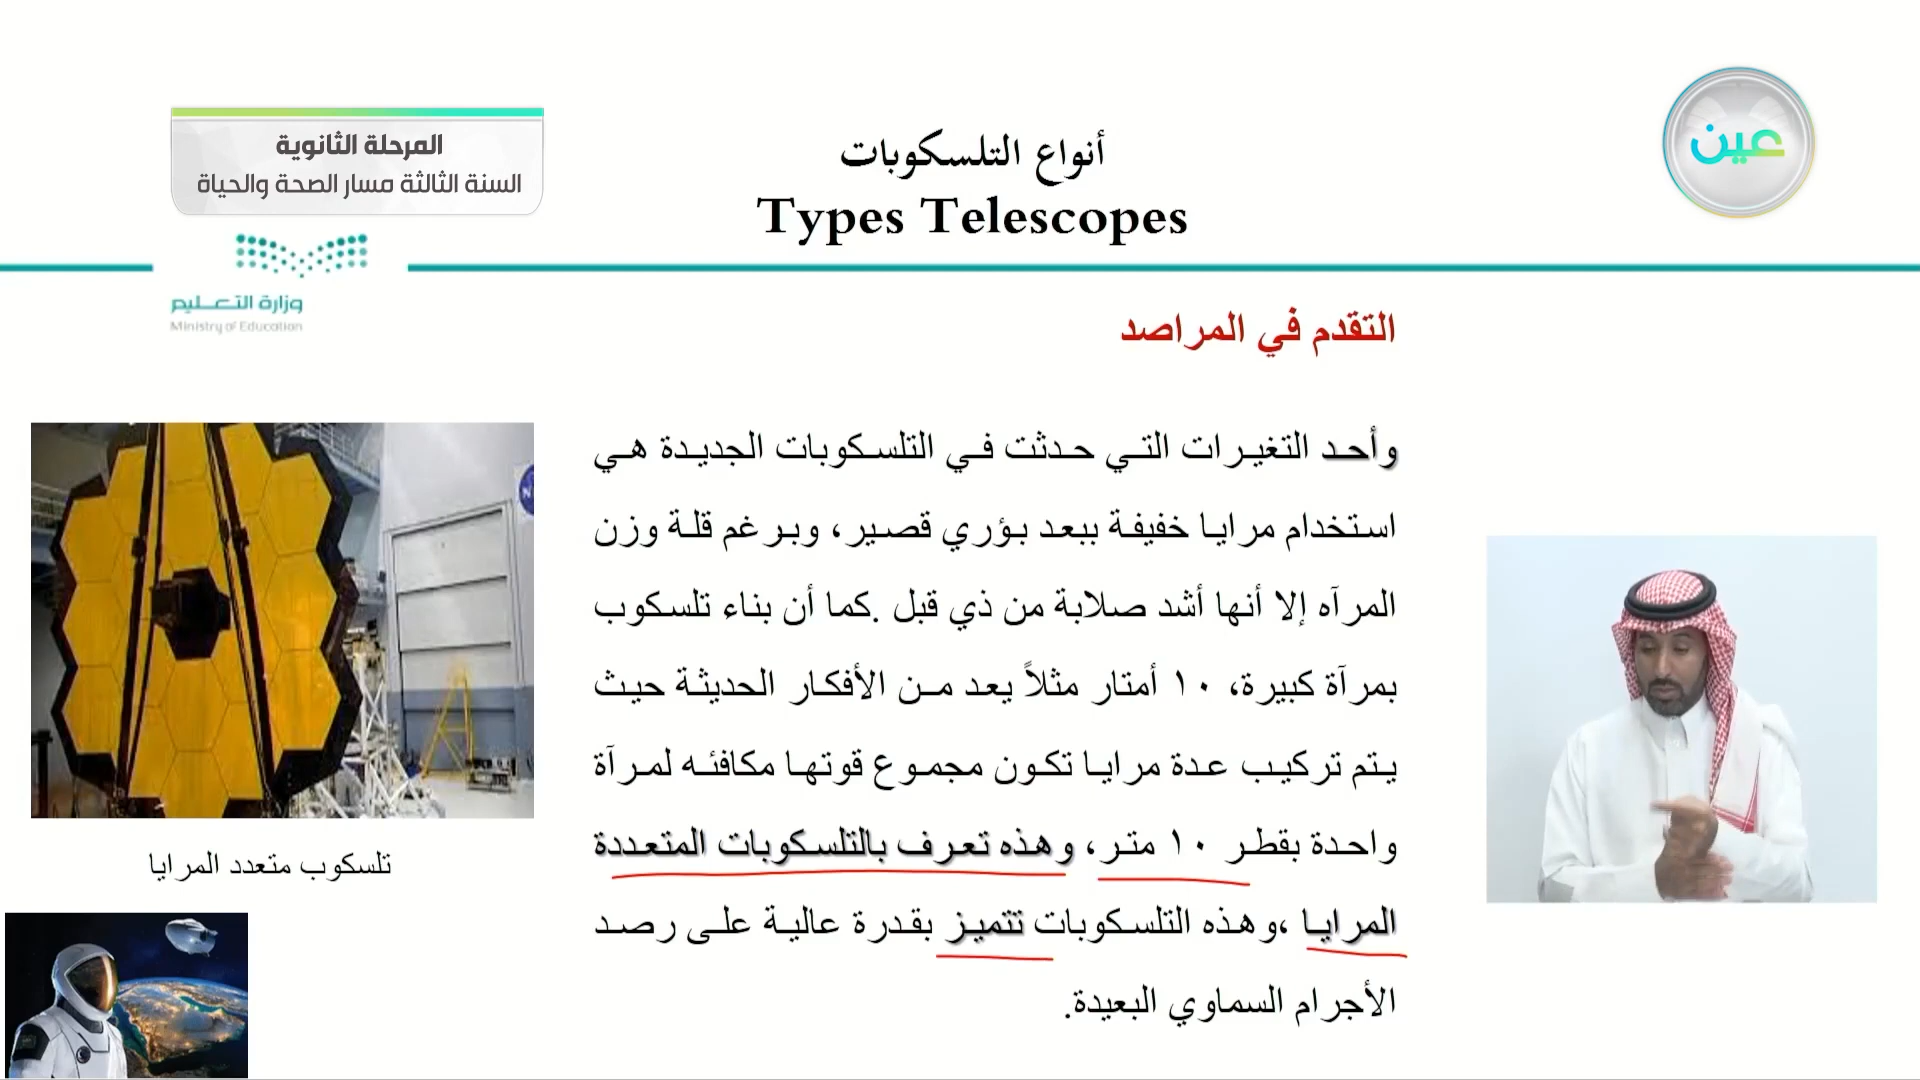 المرحلة الثانوية
السنة الثالثة مسار الصحة والحياة
أنواع التلسكوبات
Types Telescopes
عين
وزارة التعليم
Ministry of Education
التقدم في المراصد
وأحد التغيرات التي حدثت في التلسكوبات الجديدة هي
استخدام مرايا خفيفة ببعد بؤري قصير، وبرغم قلة وزن
المرآه إلا أنها أشد صلابة من ذي قبل .كما أن بناء تلسكوب
بمرآة كبيرة، ١٠ أمتار مثلاً يعد من الأفكار الحديثة حيث
يتم تركيب عدة مرايا تكون مجموع قوتها مكافئه لمرآة
واحدة بقطر ١٠ متر، وهذه تعرف بالتلسكوبات المتعددة
المرايا ،وهذه التلسكوبات تتميز بقدرة عالية على رصد
الأجرام السماوي البعيدة.
تلسكوب متعدد المرايا